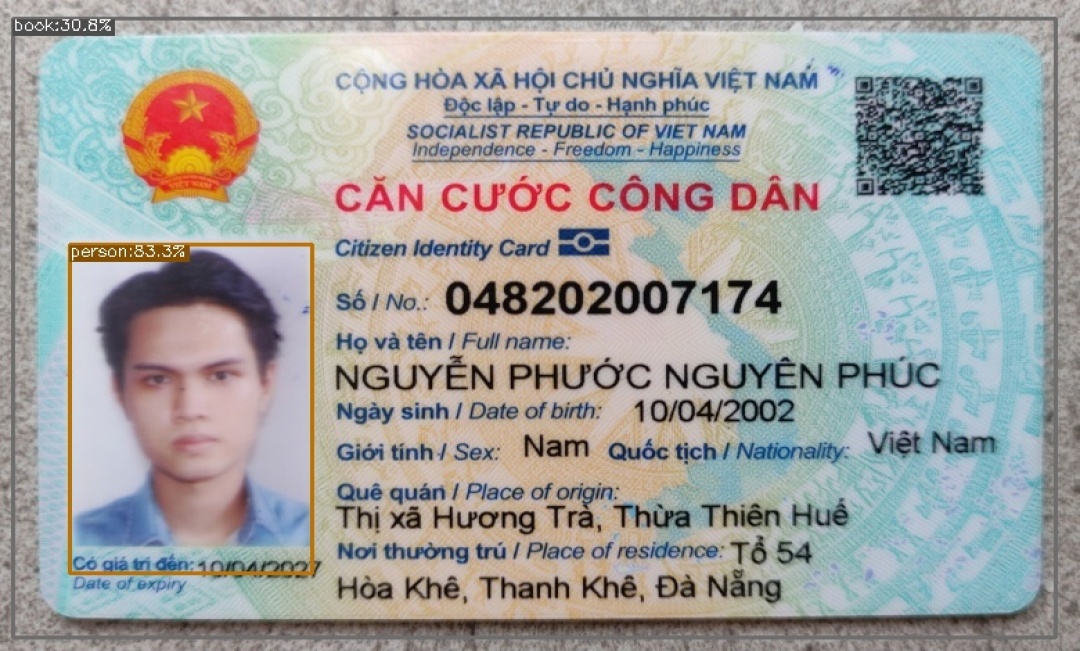 book:30.8%
CỘNG HÒA XÃ HỘI CHỦ NGHĨA VIỆT NAM
Độc lập - Tự do - Hạnh phúc
SOCIALIST REPUBLIC OF VIET NAM
Independence - Freedom - Happiness
VIỆT NAM
CĂN CƯỚC CÔNG DÂN
Citizen Identity Card
person:83.3%
Số / No.: 048202007174
Họ và tên / Full name:
NGUYỄN PHƯỚC NGUYÊN PHÚC
Ngày sinh / Date of birth: 10/04/2002
Giới tính / Sex: Nam Quốc tịch / Nationality: Việt Nam
Quê quán / Place of origin:
Thị xã Hương Trà, Thừa Thiên Huế
Nơi thường trú / Place of residence: Tổ 54
Hòa Khê, Thanh Khê, Đà Nẵng
Có giá trị đến: 10/04/2027
Date of expiry